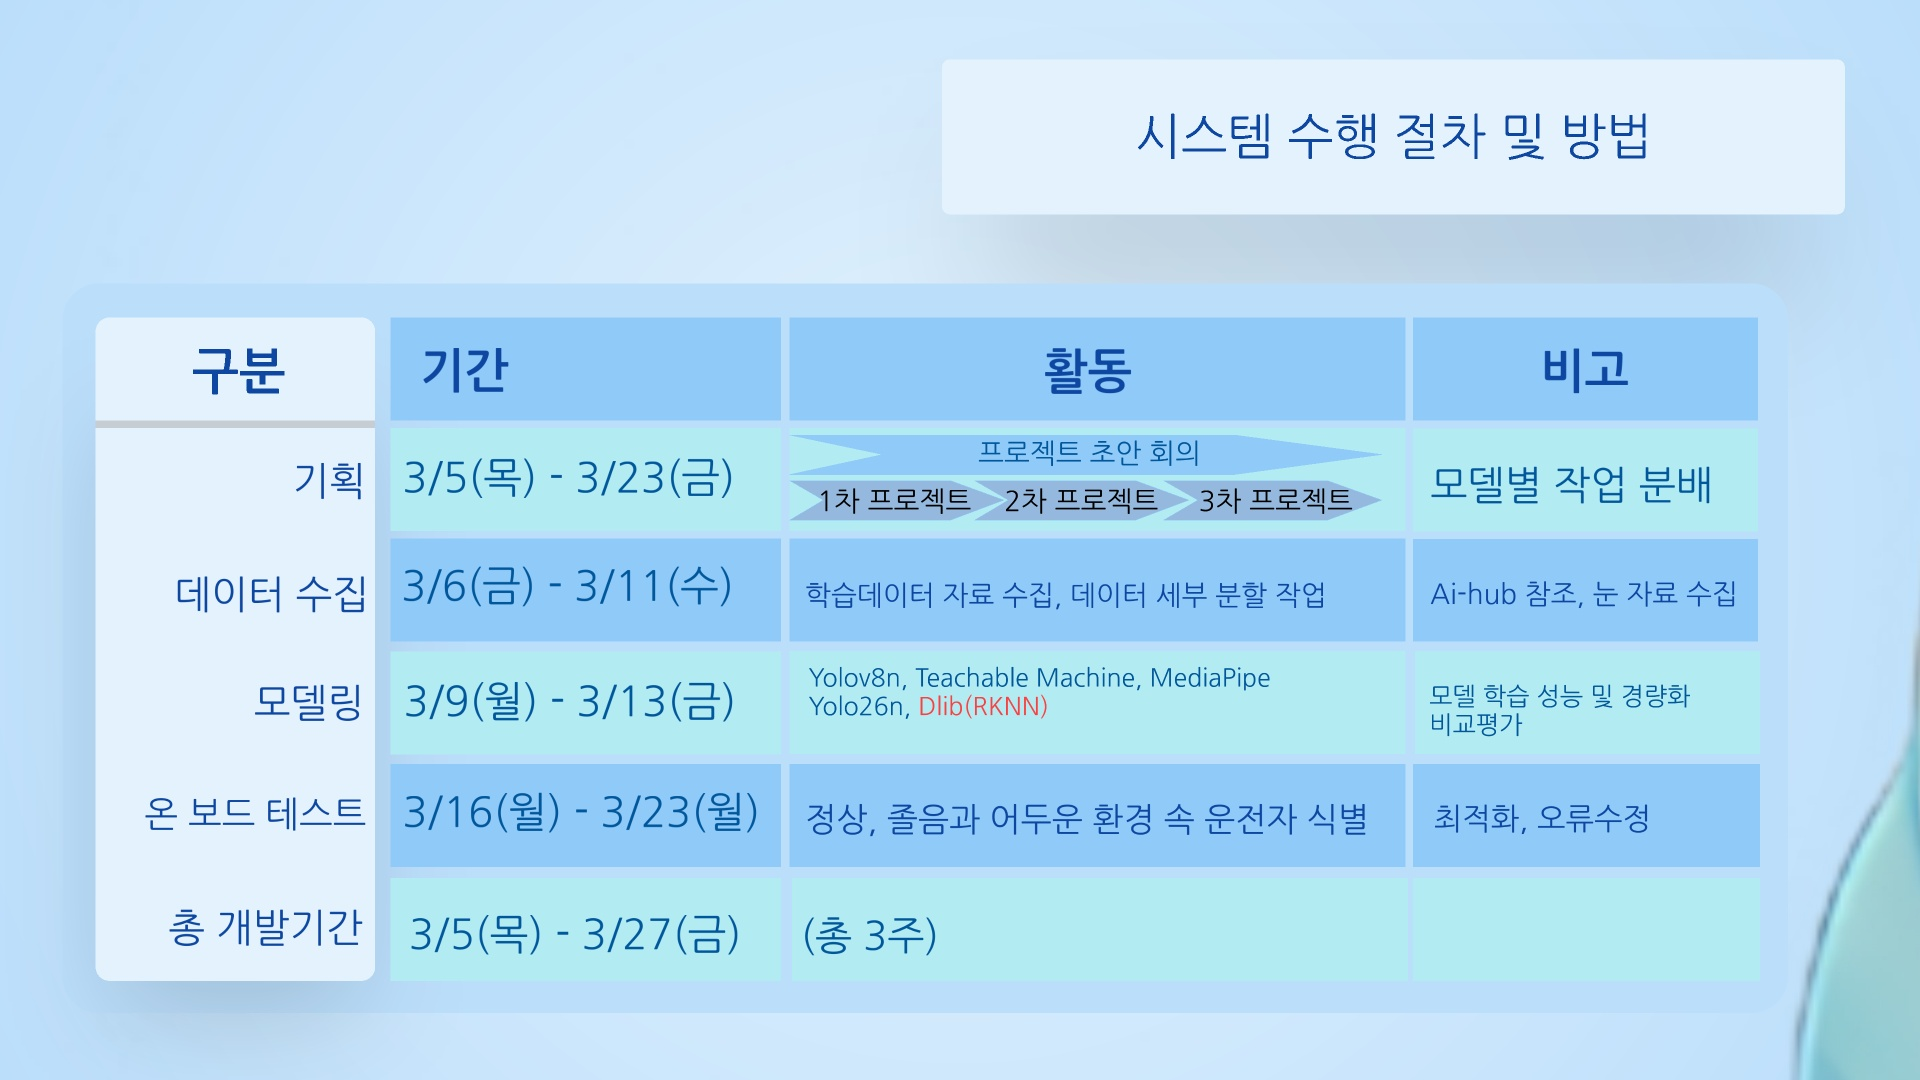 시스템 수행 절차 및 방법
구분
기간
활동
비고
기획
3/5(목) - 3/23(금)
프로젝트 초안 회의
1차 프로젝트
2차 프로젝트
3차 프로젝트
모델별 작업 분배
데이터 수집
3/6(금) - 3/11(수)
학습데이터 자료 수집, 데이터 세부 분할 작업
Ai-hub 참조, 눈 자료 수집
모델링
3/9(월) - 3/13(금)
Yolov8n, Teachable Machine, MediaPipe
Yolo26n, Dlib(RKNN)
모델 학습 성능 및 경량화
비교평가
온 보드 테스트
3/16(월) - 3/23(월)
정상, 졸음과 어두운 환경 속 운전자 식별
최적화, 오류수정
총 개발기간
3/5(목) - 3/27(금)
(총 3주)